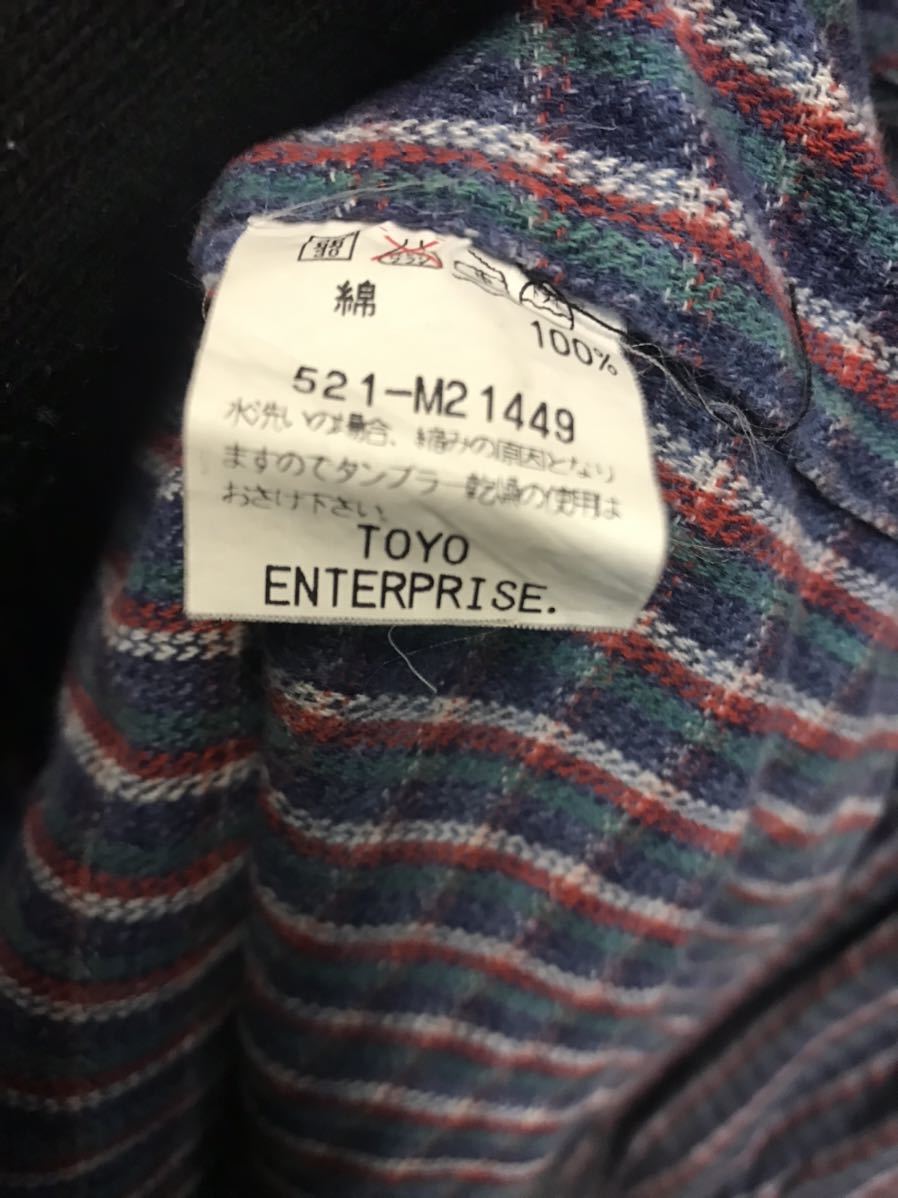 綿
100%
521-M21449
水洗いの場合、縮みの原因となり
ますのでタンブラー乾燥の使用は
おさけ下さい。
TOYO
ENTERPRISE.